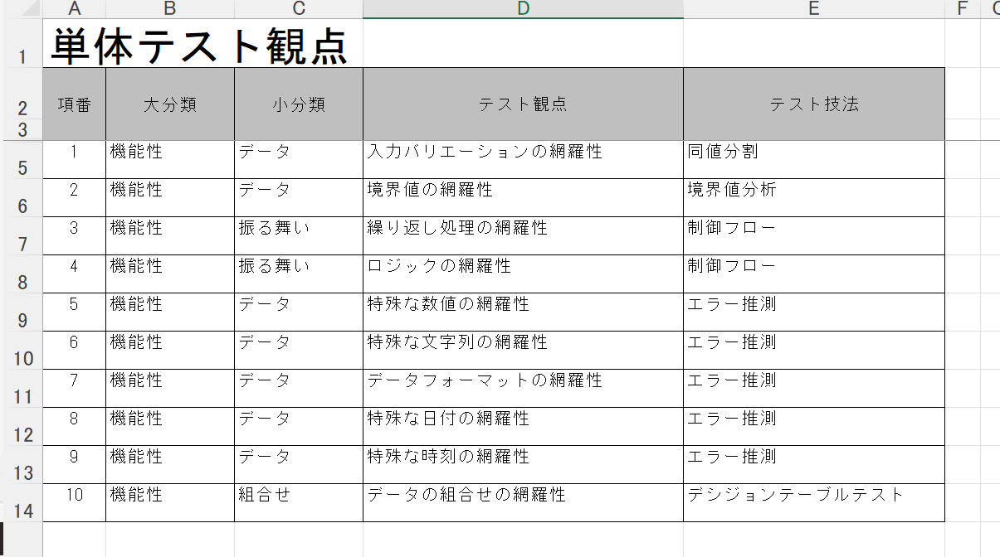 A B C D E F
1 単体テスト観点
2 項番 大分類 小分類 テスト観点 テスト技法
3
5 1 機能性 データ 入力バリエーションの網羅性 同値分割
6 2 機能性 データ 境界値の網羅性 境界値分析
7 3 機能性 振る舞い 繰り返し処理の網羅性 制御フロー
8 4 機能性 振る舞い ロジックの網羅性 制御フロー
9 5 機能性 データ 特殊な数値の網羅性 エラー推測
10 6 機能性 データ 特殊な文字列の網羅性 エラー推測
11 7 機能性 データ データフォーマットの網羅性 エラー推測
12 8 機能性 データ 特殊な日付の網羅性 エラー推測
13 9 機能性 データ 特殊な時刻の網羅性 エラー推測
14 10 機能性 組合せ データの組合せの網羅性 デシジョンテーブルテスト